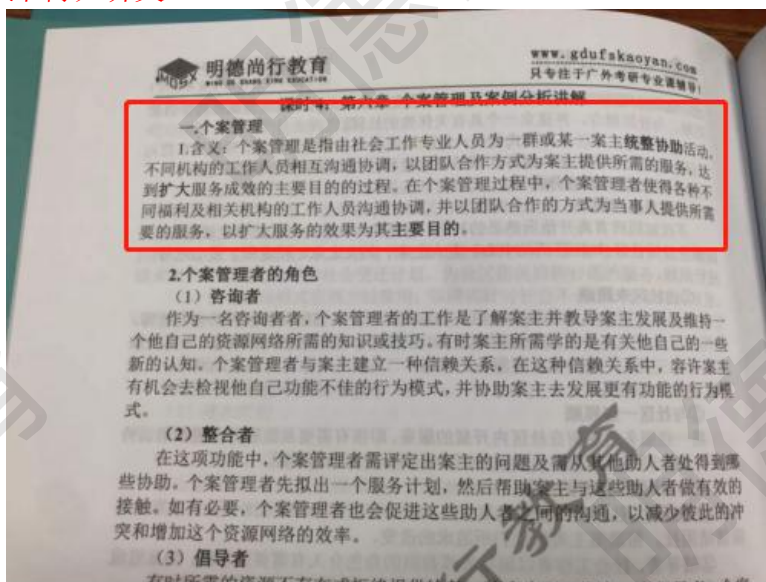 明德尚行教育
MING DE SHANG XING EDUCATION
MDSX
www.gdufskaoyan.com
只专注于广外考研专业课辅导!
课时4: 第六章 个案管理及案例分析讲解
一.个案管理
1.含义: 个案管理是指由社会工作专业人员为一群或某一案主统整协助活动,
不同机构的工作人员相互沟通协调,以团队合作方式为案主提供所需的服务,达
到扩大服务成效的主要目的的过程。在个案管理过程中,个案管理者使得各种不
同福利及相关机构的工作人员沟通协调,并以团队合作的方式为当事人提供所需
要的服务,以扩大服务的效果为其主要目的。
2.个案管理者的角色
(1) 咨询者
作为一名咨询者者,个案管理者的工作是了解案主并教导案主发展及维持一
个他自己的资源网络所需的知识或技巧。有时案主所需学的是有关他自己的一些
新的认知。个案管理者与案主建立一种信赖关系,在这种信赖关系中,容许案主
有机会去检视他自己功能不佳的行为模式,并协助案主去发展更有功能的行为模
式。
(2) 整合者
在这项功能中,个案管理者需评定出案主的问题及需从其他助人者处得到哪
些协助。个案管理者先拟出一个服务计划,然后帮助案主与这些助人者做有效的
接触。如有必要,个案管理者也会促进这些助人者之间的沟通,以减少彼此的冲
突和增加这个资源网络的效率。
(3) 倡导者